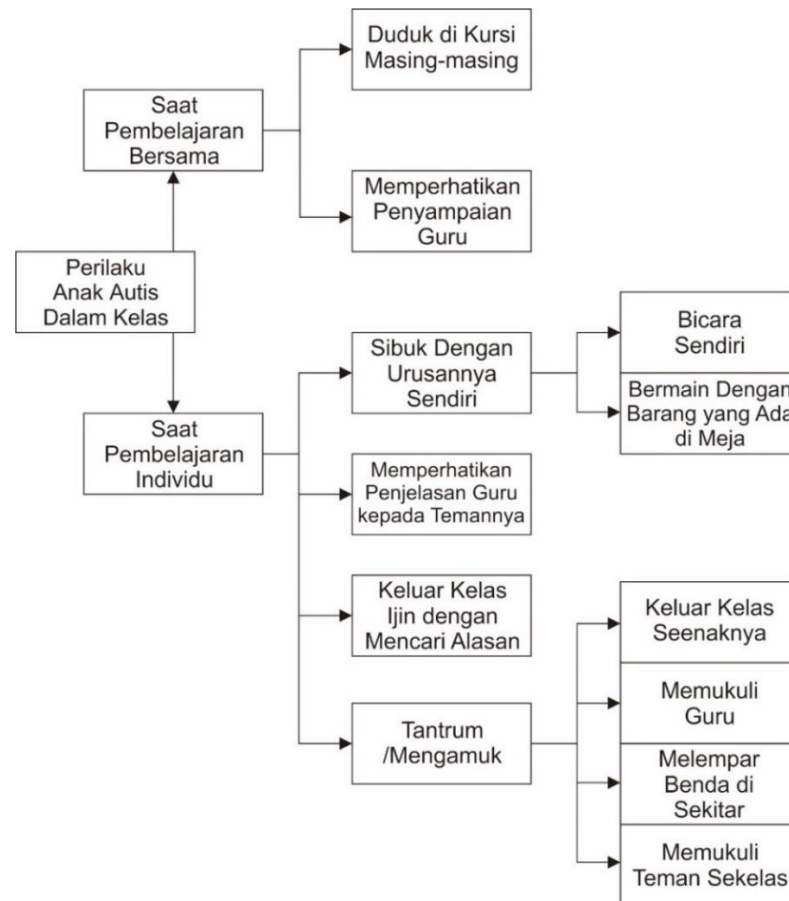 Duduk di Kursi
Masing-masing
Saat
Pembelajaran
Bersama
Memperhatikan
Penyampaian
Guru
Perilaku
Anak Autis
Dalam Kelas
Sibuk Dengan
Urusannya
Sendiri
Bicara
Sendiri
Bermain Dengan
Barang yang Ada
di Meja
Saat
Pembelajaran
Individu
Memperhatikan
Penjelasan Guru
kepada Temannya
Keluar Kelas
Ijin dengan
Mencari Alasan
Keluar Kelas
Seenaknya
Memukuli
Guru
Tantrum
/Mengamuk
Melempar
Benda di
Sekitar
Memukuli
Teman Sekelas